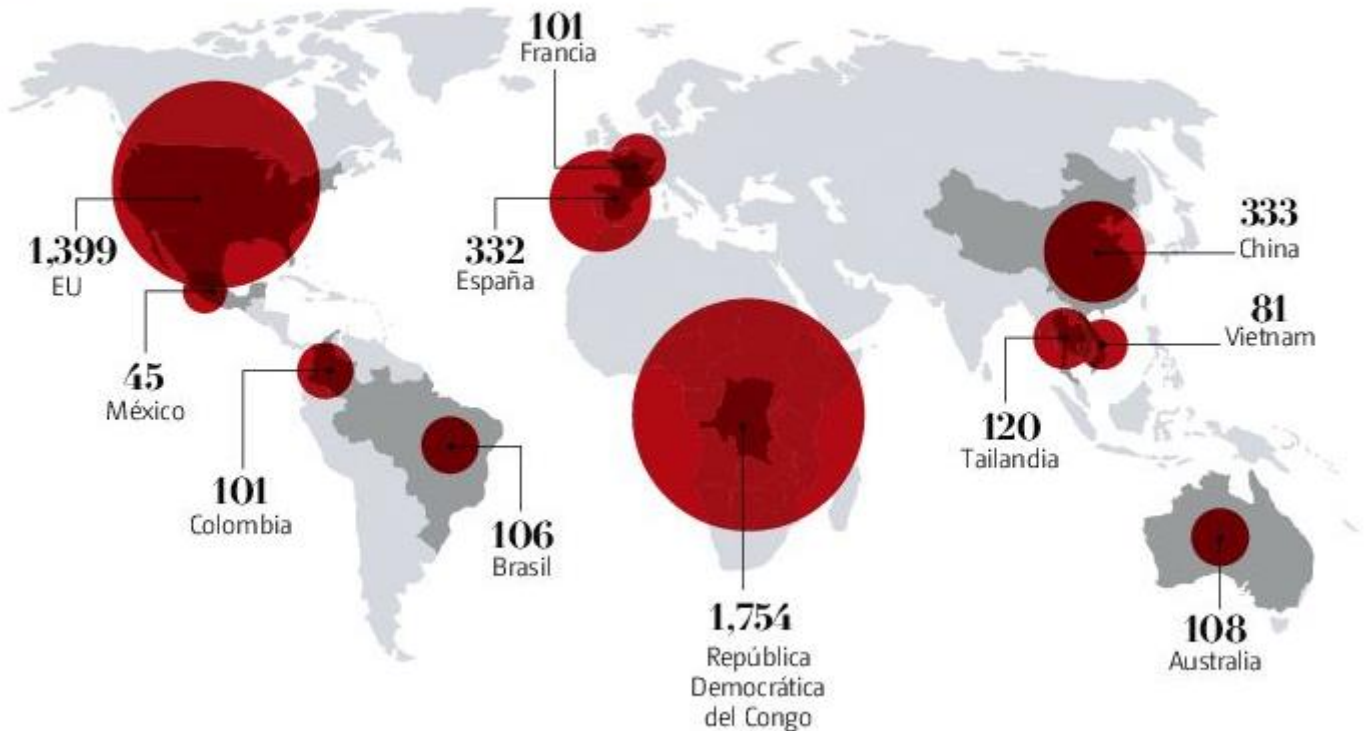 101
Francia
1,399
EU
332
España
333
China
81
Vietnam
45
México
120
Tailandia
101
Colombia
106
Brasil
1,754
República
Democrática
del Congo
108
Australia